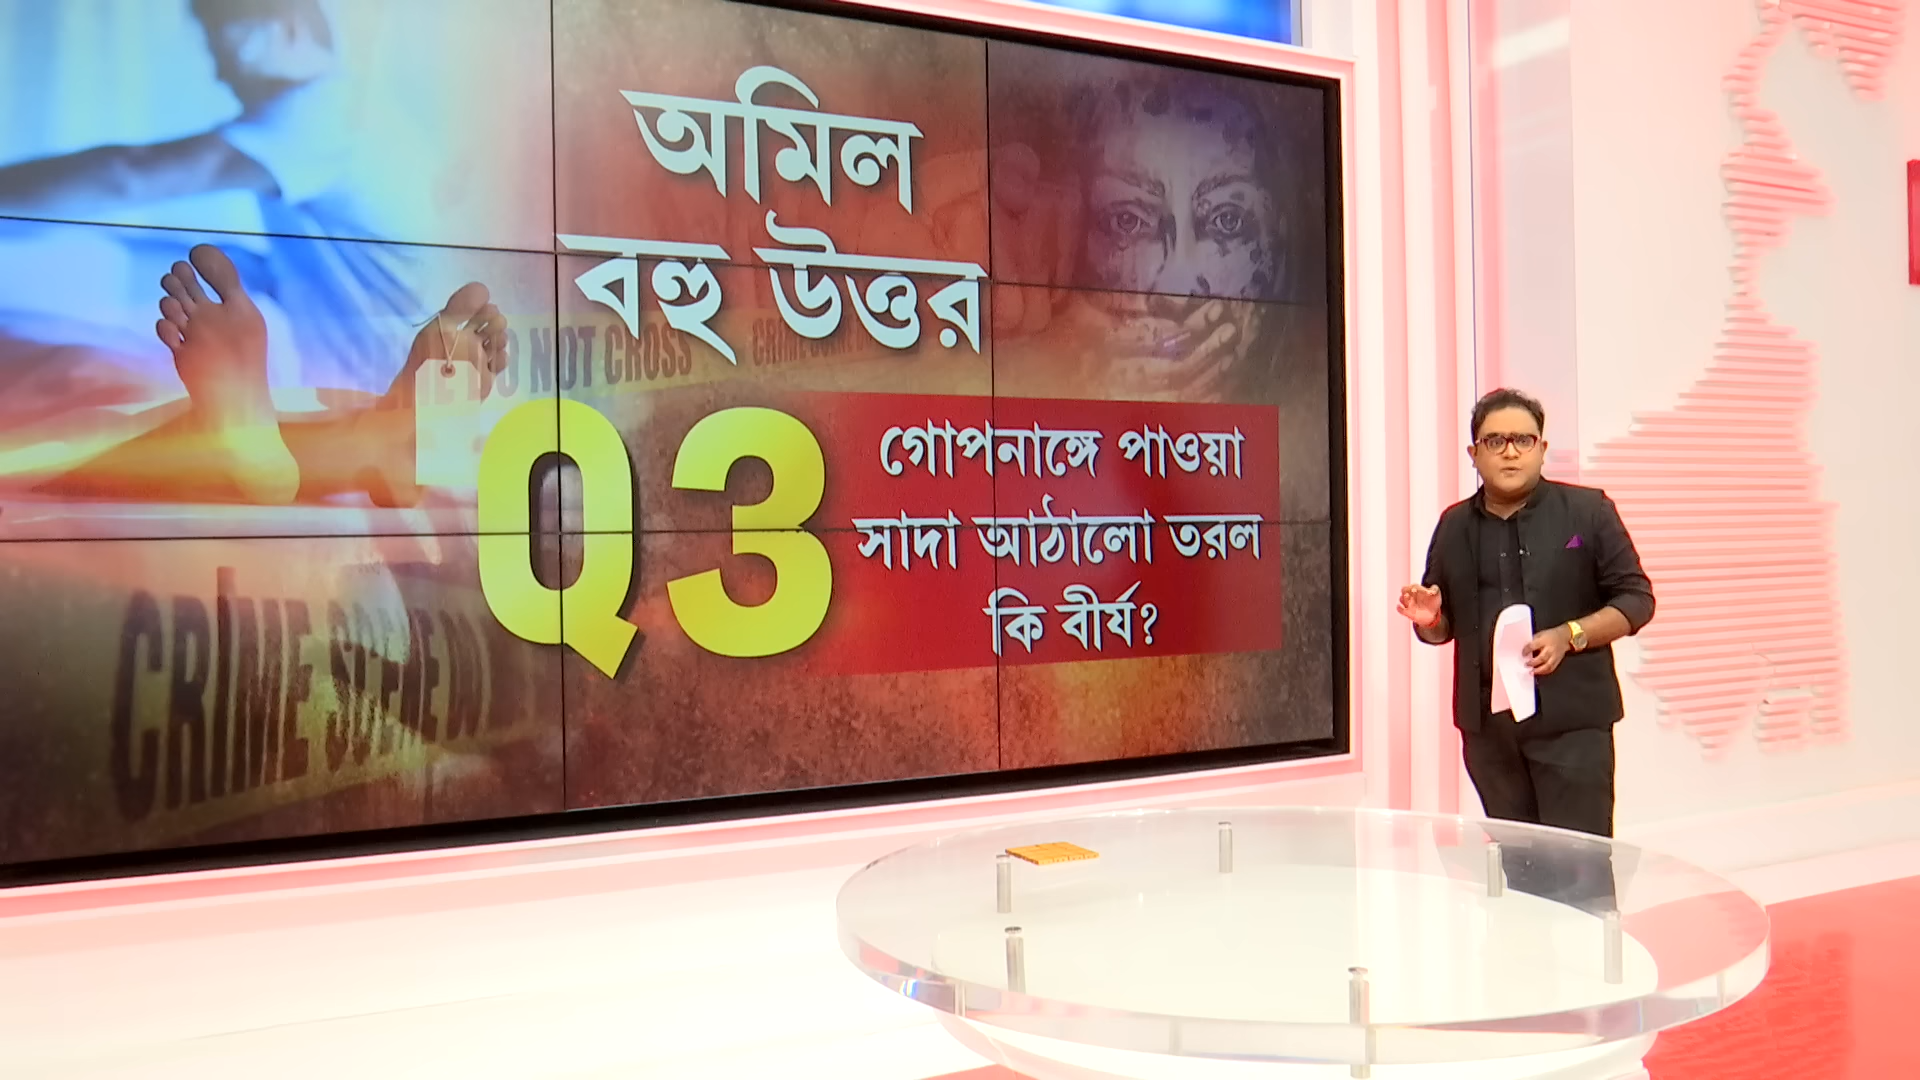 অমিল
বহু উত্তর
DO NOT CROSS
CRIME SCENE
Q3
গোপনাঙ্গে পাওয়া
সাদা আঠালো তরল
কি বীর্য?
CRIME SCENE DO N